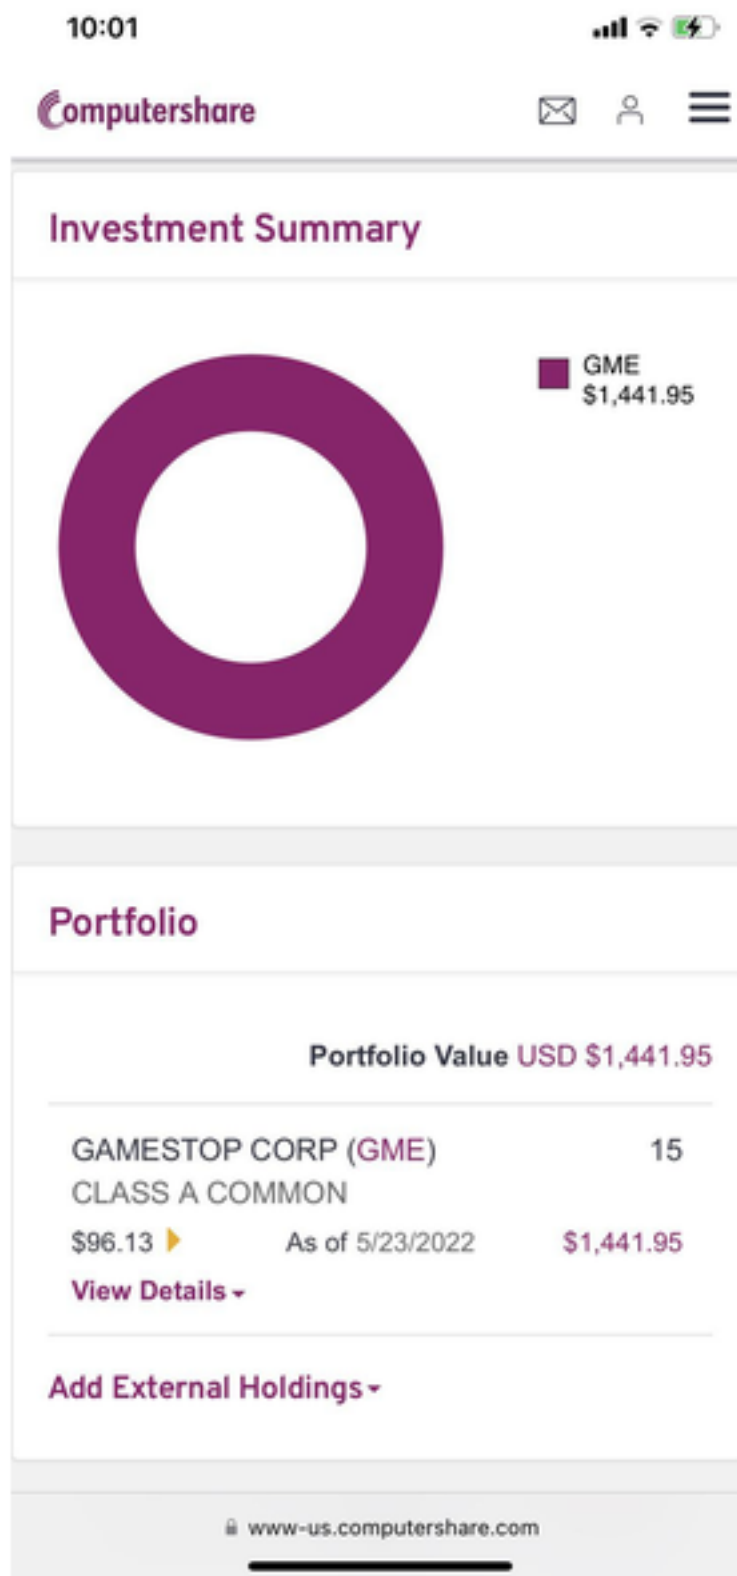 10:01
Computershare
Investment Summary
GME
$1,441.95
Portfolio
Portfolio Value USD $1,441.95
GAMESTOP CORP (GME) 15
CLASS A COMMON
$96.13 As of 5/23/2022 $1,441.95
View Details
Add External Holdings
www-us.computershare.com